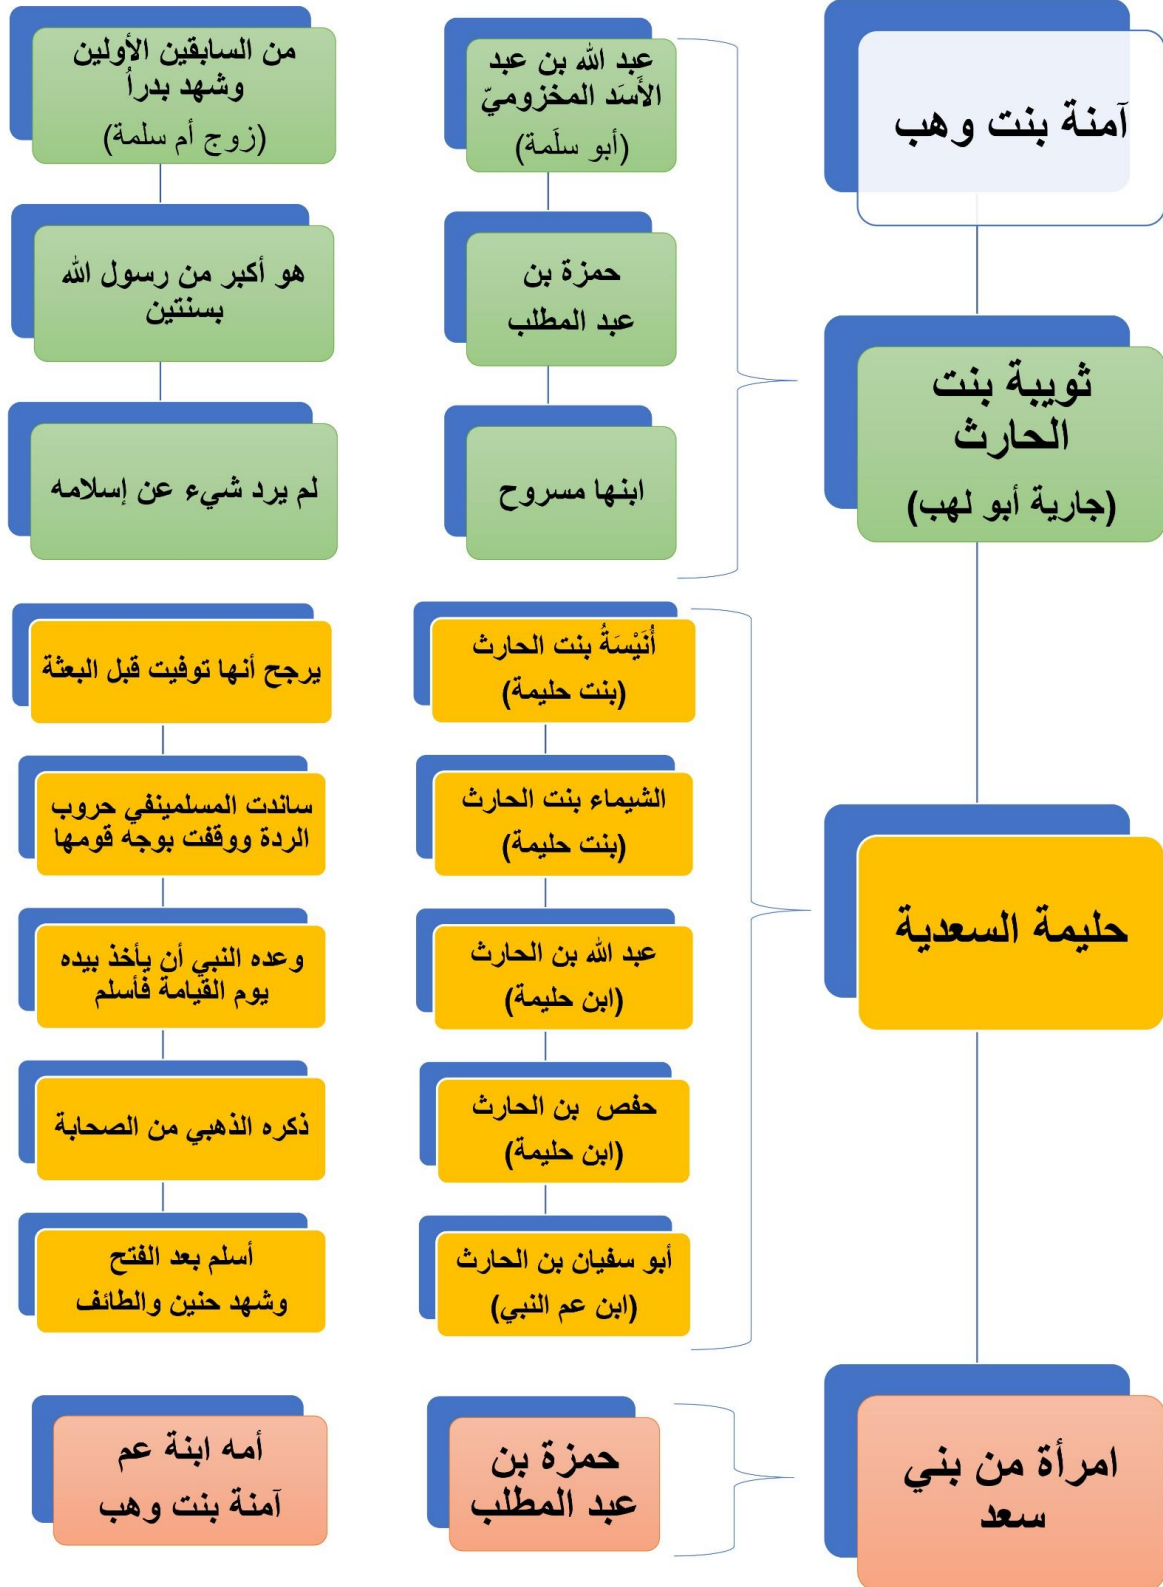 آمنة بنت وهب
ثويبة بنت
الحارث
(جارية أبو لهب)
عبد الله بن عبد
الأَسَد المخزوميّ
(أبو سلَمة)
من السابقين الأولين
وشهد بدراُ
(زوج أم سلمة)
حمزة بن
عبد المطلب
هو أكبر من رسول الله
بسنتين
ابنها مسروح
لم يرد شيء عن إسلامه
حليمة السعدية
أُنَيْسَةُ بنت الحارث
(بنت حليمة)
يرجح أنها توفيت قبل البعثة
الشيماء بنت الحارث
(بنت حليمة)
ساندت المسلمينفي حروب
الردة ووقفت بوجه قومها
عبد الله بن الحارث
(ابن حليمة)
وعده النبي أن يأخذ بيده
يوم القيامة فأسلم
حفص بن الحارث
(ابن حليمة)
ذكره الذهبي من الصحابة
أبو سفيان بن الحارث
(ابن عم النبي)
أسلم بعد الفتح
وشهد حنين والطائف
امرأة من بني
سعد
حمزة بن
عبد المطلب
أمه ابنة عم
آمنة بنت وهب